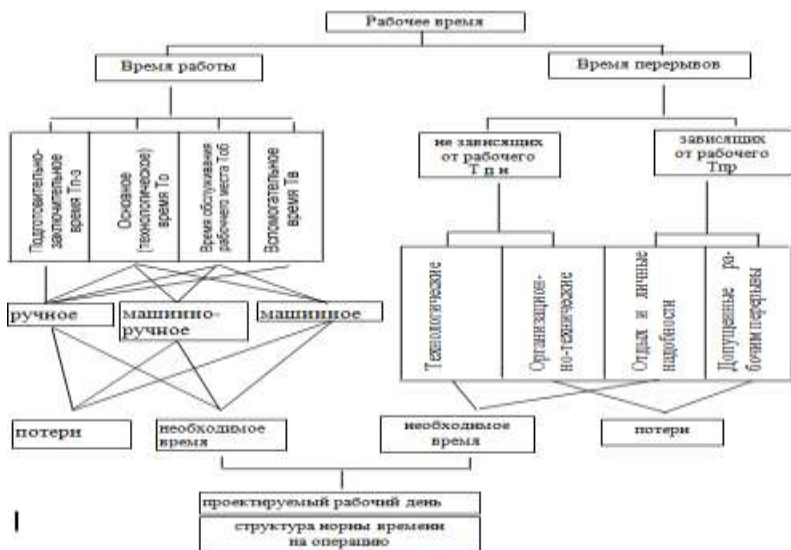 Рабочее время
Время работы
Время перерывов
Подготовительно-
заключительное
время Тп-з
Основное
(технологическое)
время То
Время обслуживания
рабочего места Тоб
Вспомогательное
время Тв
не зависящих
от рабочего
Т п н
зависящих
от рабочего
Тпр
ручное
машинно-
ручное
машинное
Технологические
Организацион-
но-технические
Отдых и личные
надобности
Допущенные ра-
бочим перерывы
потери
необходимое
время
необходимое
время
потери
проектируемый рабочий день
структура нормы времени
на операцию